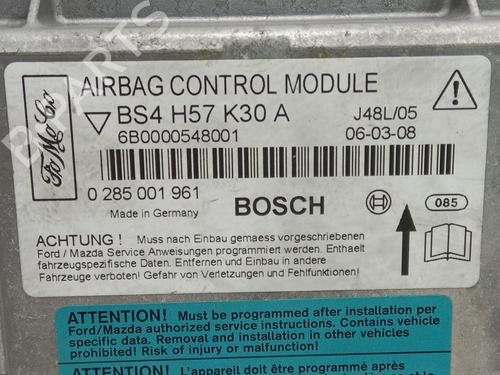 B-PARTS
FoMoCo
AIRBAG CONTROL MODULE
BS4 H57 K30 A
J48L/05
6B0000548001
06-03-08
0 285 001 961
Made in Germany
BOSCH
085
ACHTUNG ! Muss nach Einbau gemaess vorgeschriebenen
Ford / Mazda Service Anweisungen programmiert werden. Enthaelt
fahrzeugspezifische Daten. Entfernen und Einbau in andere
Fahrzeuge verboten! Gefahr von Verletzungen und Fehlfunktionen!
ATTENTION! Must be programmed after installation per
Ford/Mazda authorized service instructions. Contains vehicle
specific data. Removal and installation in other vehicles
prohibited! Risk of injury or malfunction!
ATTENTION! L'appareil doit être programmé après